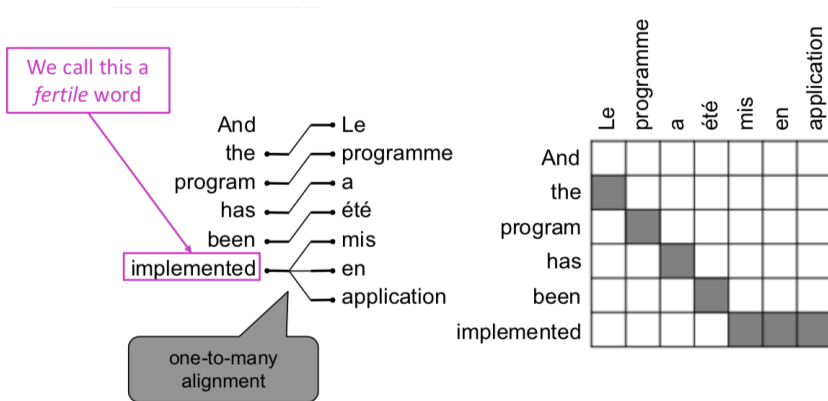 We call this a
fertile word
And
the
program
has
been
implemented
Le
programme
a
été
mis
en
application
one-to-many
alignment
Le
programme
a
été
mis
en
application
And
the
program
has
been
implemented